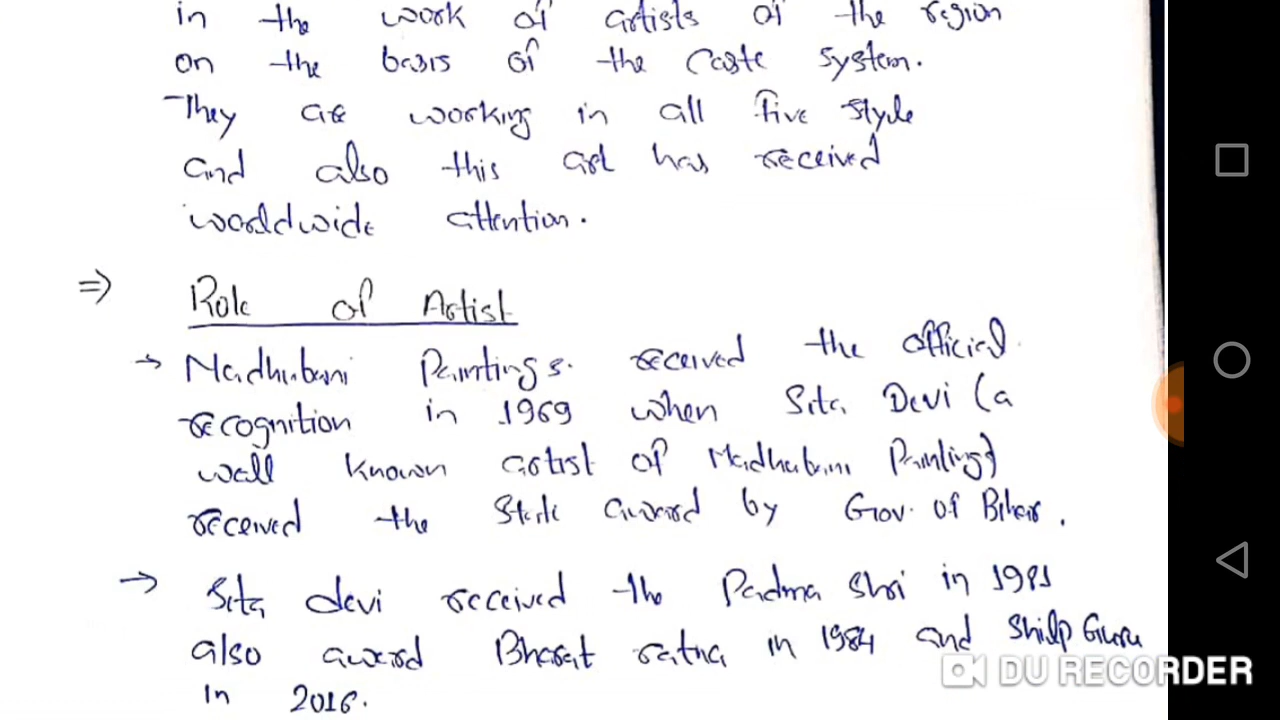 in the work of artists of the region
on the basis of the caste system.
They are working in all five style
and also this art has received
worldwide attention.
⇒ Role of Artist
→ Madhubani Paintings. received the official
recognition in 1969 when Sita Devi (a
well known artist of Madhubani Painting)
received the State award by Gov. of Bihar.
→ Sita devi received the Padma Shri in 1981
also award Bharat ratna in 1984 and Shilp Guru
in 2016.
DU RECORDER